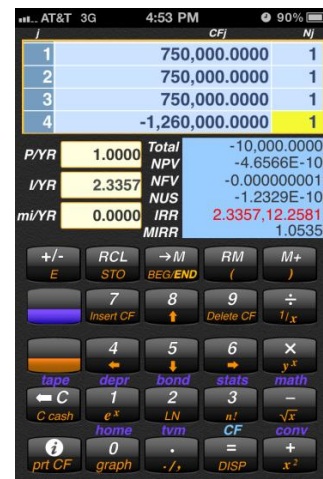 AT&T 3G 4:53 PM 90%
j CFj Nj
1 750,000.0000 1
2 750,000.0000 1
3 750,000.0000 1
4 -1,260,000.0000 1
Total -10,000.0000
P/YR 1.0000 NPV -4.6566E-10
I/YR 2.3357 NFV -0.000000001
NUS -1.2329E-10
mi/YR 0.0000 IRR 2.3357,12.2581
MIRR 1.0535
+/- RCL →M RM M+
E STO BEG/END ( )
7 8 9 ÷
Insert CF ⬆ Delete CF 1/x
4 5 6 ×
⬅ ⬇ ➡ yˣ
tape depr bond stats math
⬅ C 1 2 3 −
C cash eˣ LN n! √x
home tvm CF conv
i 0 . = +
prt CF graph ./, DISP x²